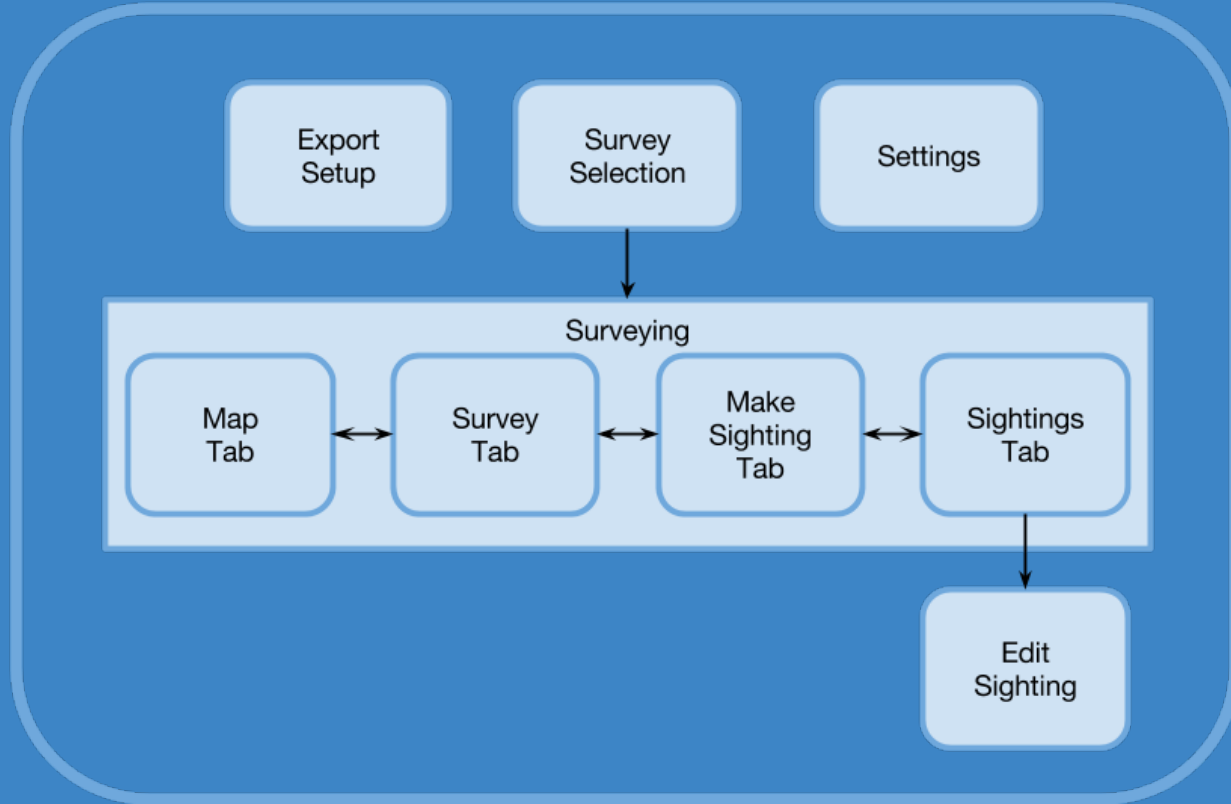 Export
Setup
Survey
Selection
Settings
Surveying
Map
Tab
Survey
Tab
Make
Sighting
Tab
Sightings
Tab
Edit
Sighting